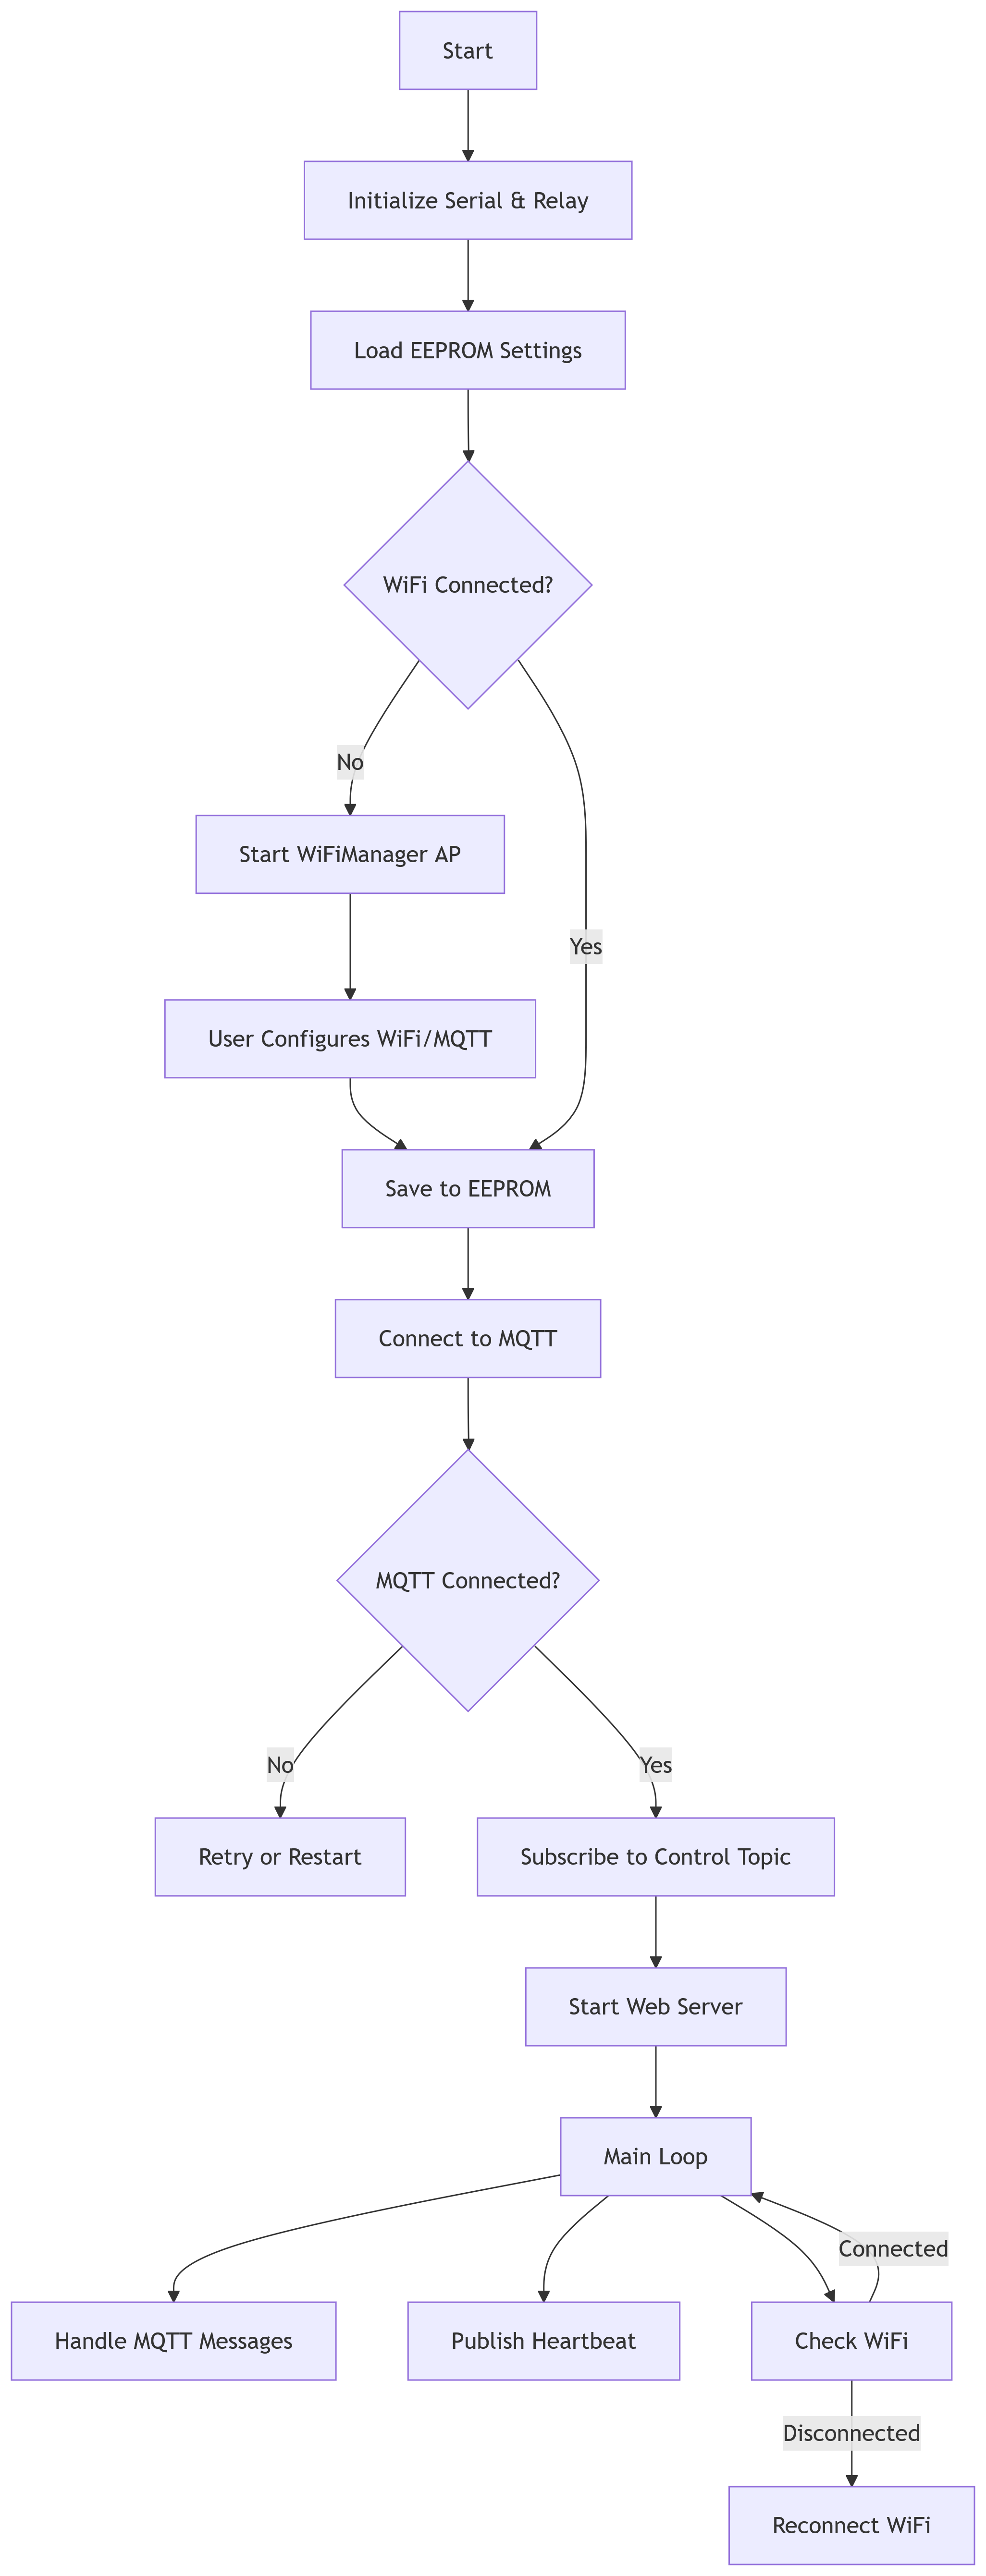 Start
Initialize Serial & Relay
Load EEPROM Settings
WiFi Connected?
No
Start WiFiManager AP
Yes
User Configures WiFi/MQTT
Save to EEPROM
Connect to MQTT
MQTT Connected?
No
Yes
Retry or Restart
Subscribe to Control Topic
Start Web Server
Main Loop
Connected
Handle MQTT Messages
Publish Heartbeat
Check WiFi
Disconnected
Reconnect WiFi